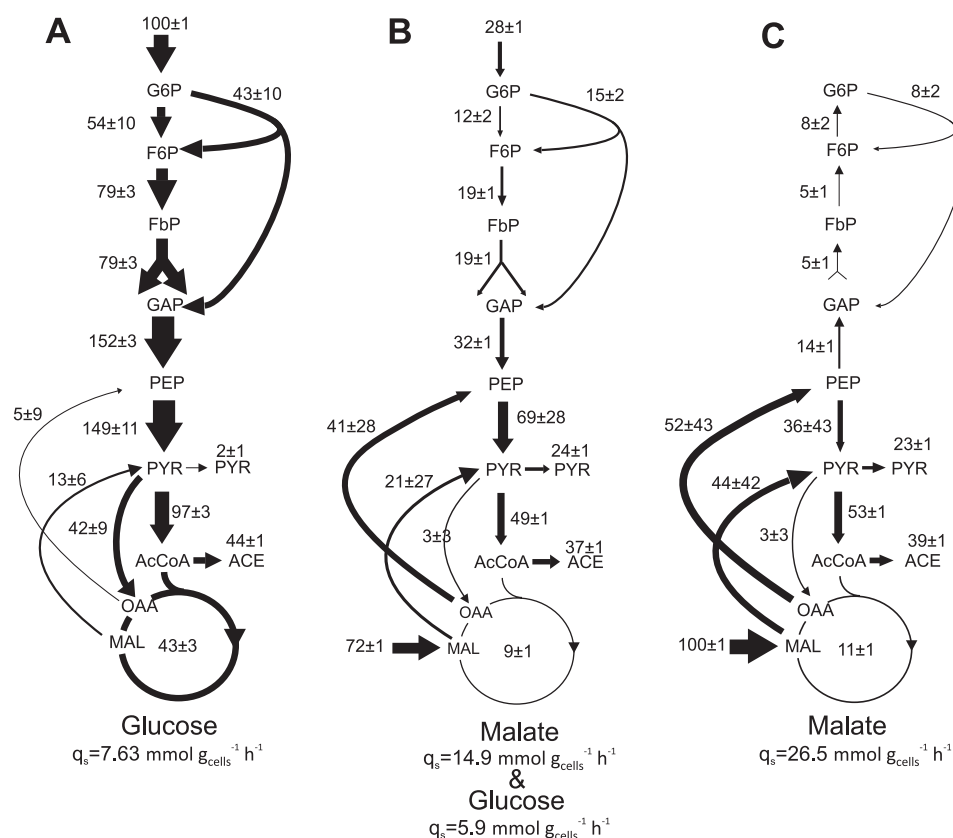 A
100±1
G6P
43±10
54±10
F6P
79±3
FbP
79±3
GAP
152±3
PEP
5±9
149±11
2±1
PYR
PYR
13±6
42±9
97±3
44±1
AcCoA
ACE
OAA
MAL
43±3
Glucose
qs=7.63 mmol gcells⁻¹ h⁻¹
B
28±1
G6P
15±2
12±2
F6P
19±1
FbP
19±1
GAP
32±1
PEP
41±28
69±28
24±1
PYR
PYR
21±27
49±1
3±3
37±1
AcCoA
ACE
OAA
72±1
MAL
9±1
Malate
qs=14.9 mmol gcells⁻¹ h⁻¹
&
Glucose
qs=5.9 mmol gcells⁻¹ h⁻¹
C
G6P
8±2
8±2
F6P
5±1
FbP
5±1
GAP
14±1
PEP
52±43
36±43
23±1
PYR
PYR
44±42
53±1
3±3
39±1
AcCoA
ACE
OAA
100±1
MAL
11±1
Malate
qs=26.5 mmol gcells⁻¹ h⁻¹